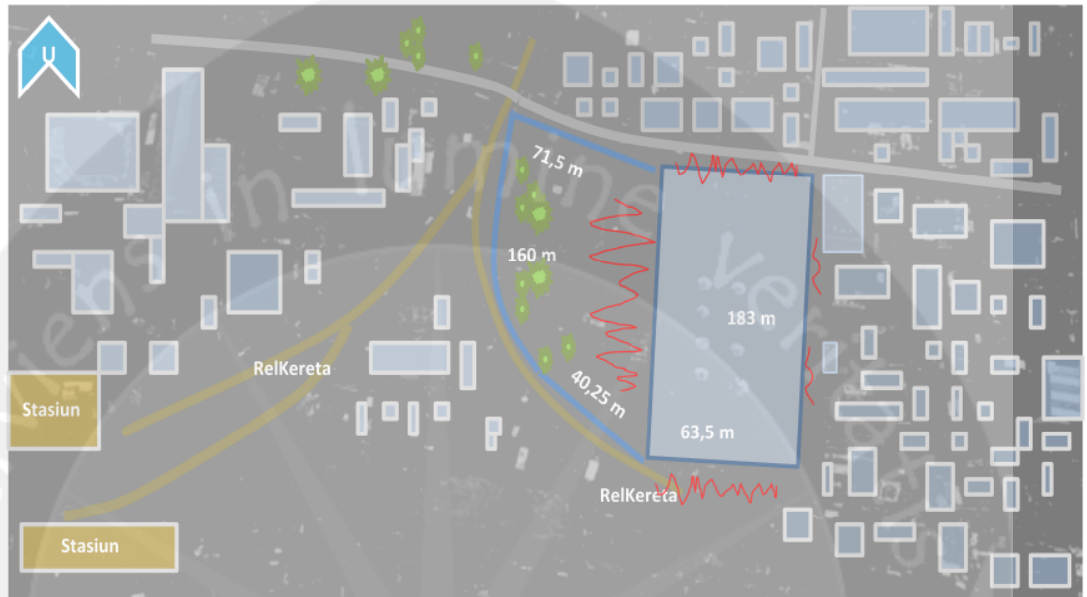 U
71,5 m
160 m
183 m
RelKereta
40,25 m
Stasiun
63,5 m
RelKereta
Stasiun